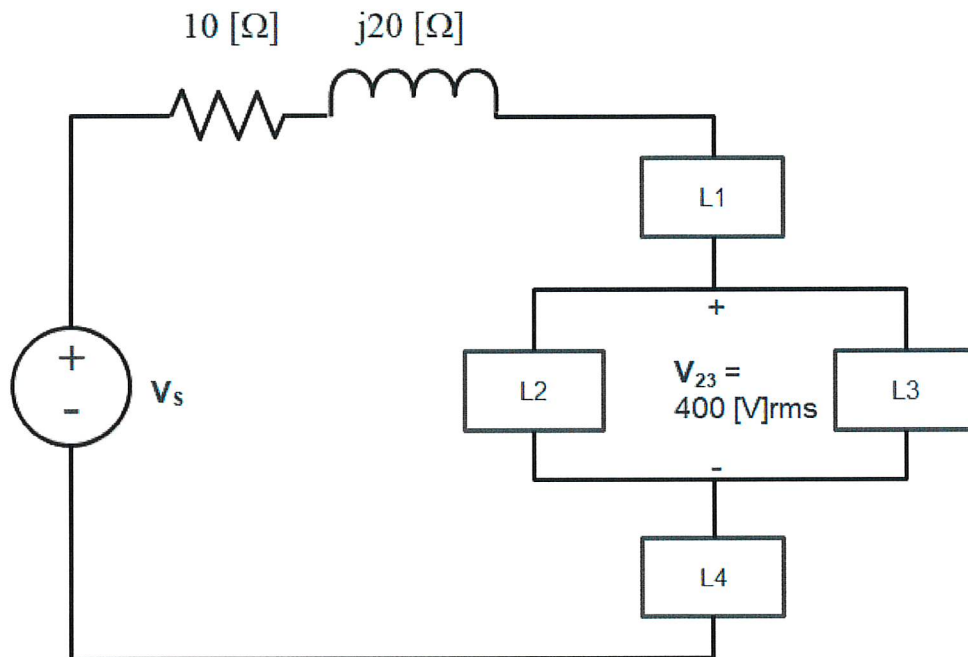 10 [Ω]
j20 [Ω]
L1
+
+
-
Vs
L2
V23 =
400 [V]rms
L3
-
L4